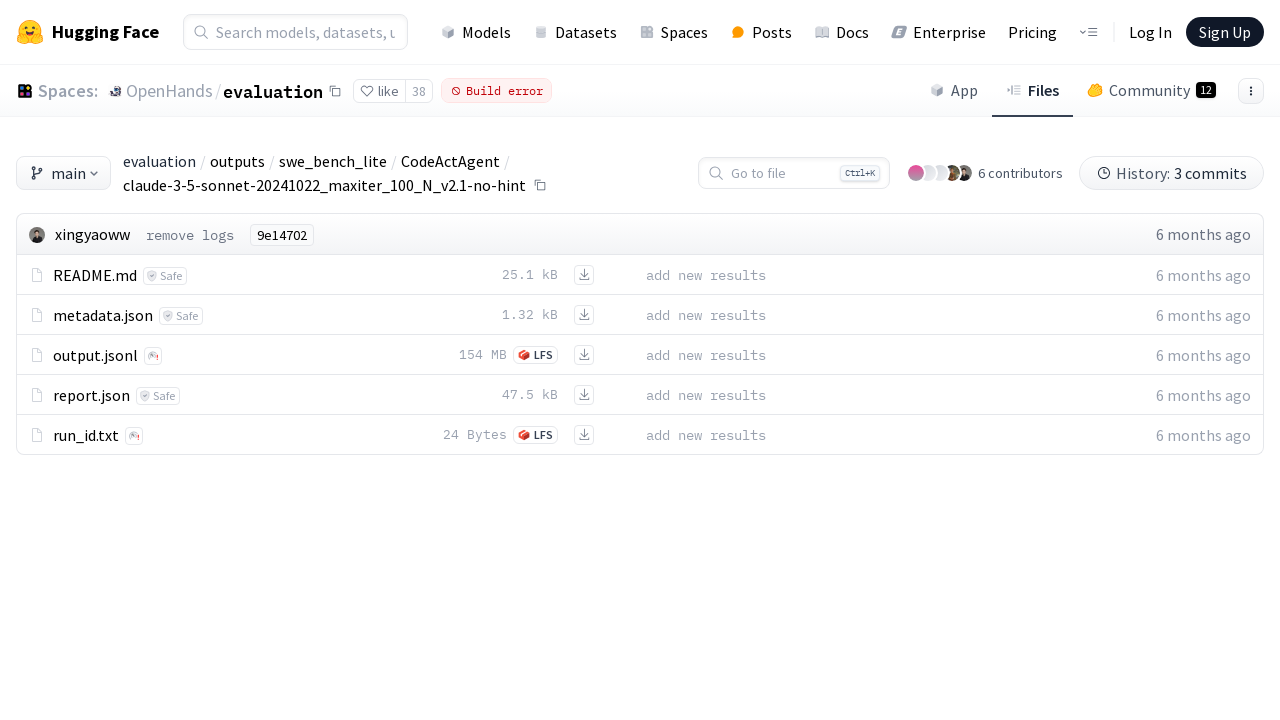 Hugging Face
Search models, datasets, u
Models
Datasets
Spaces
Posts
Docs
Enterprise
Pricing
Log In
Sign Up
Spaces:
OpenHands/evaluation
like
38
Build error
App
Files
Community
12
main
evaluation / outputs / swe_bench_lite / CodeActAgent /
claude-3-5-sonnet-20241022_maxiter_100_N_v2.1-no-hint
Go to file
Ctrl+K
6 contributors
History: 3 commits
xingyaoww remove logs 9e14702 6 months ago
README.md Safe 25.1 kB add new results 6 months ago
metadata.json Safe 1.32 kB add new results 6 months ago
output.jsonl 154 MB LFS add new results 6 months ago
report.json Safe 47.5 kB add new results 6 months ago
run_id.txt 24 Bytes LFS add new results 6 months ago